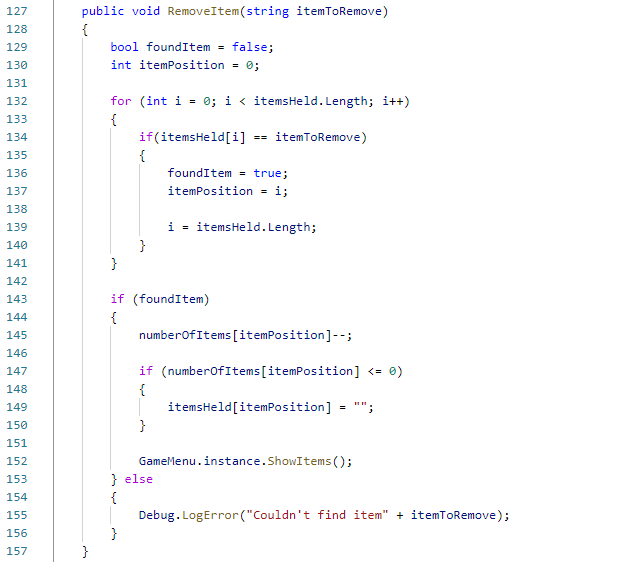 127 public void RemoveItem(string itemToRemove)
128 {
129 bool foundItem = false;
130 int itemPosition = 0;
131
132 for (int i = 0; i < itemsHeld.Length; i++)
133 {
134 if(itemsHeld[i] == itemToRemove)
135 {
136 foundItem = true;
137 itemPosition = i;
138
139 i = itemsHeld.Length;
140 }
141 }
142
143 if (foundItem)
144 {
145 numberOfItems[itemPosition]--;
146
147 if (numberOfItems[itemPosition] <= 0)
148 {
149 itemsHeld[itemPosition] = "";
150 }
151
152 GameMenu.instance.ShowItems();
153 } else
154 {
155 Debug.LogError("Couldn't find item" + itemToRemove);
156 }
157 }